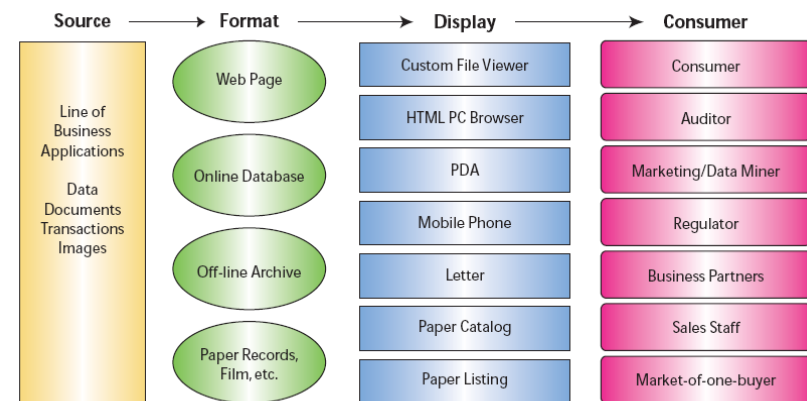 Source
Format
Display
Consumer
Line of
Business
Applications
Data
Documents
Transactions
Images
Web Page
Online Database
Off-line Archive
Paper Records,
Film, etc.
Custom File Viewer
HTML PC Browser
PDA
Mobile Phone
Letter
Paper Catalog
Paper Listing
Consumer
Auditor
Marketing/Data Miner
Regulator
Business Partners
Sales Staff
Market-of-one-buyer